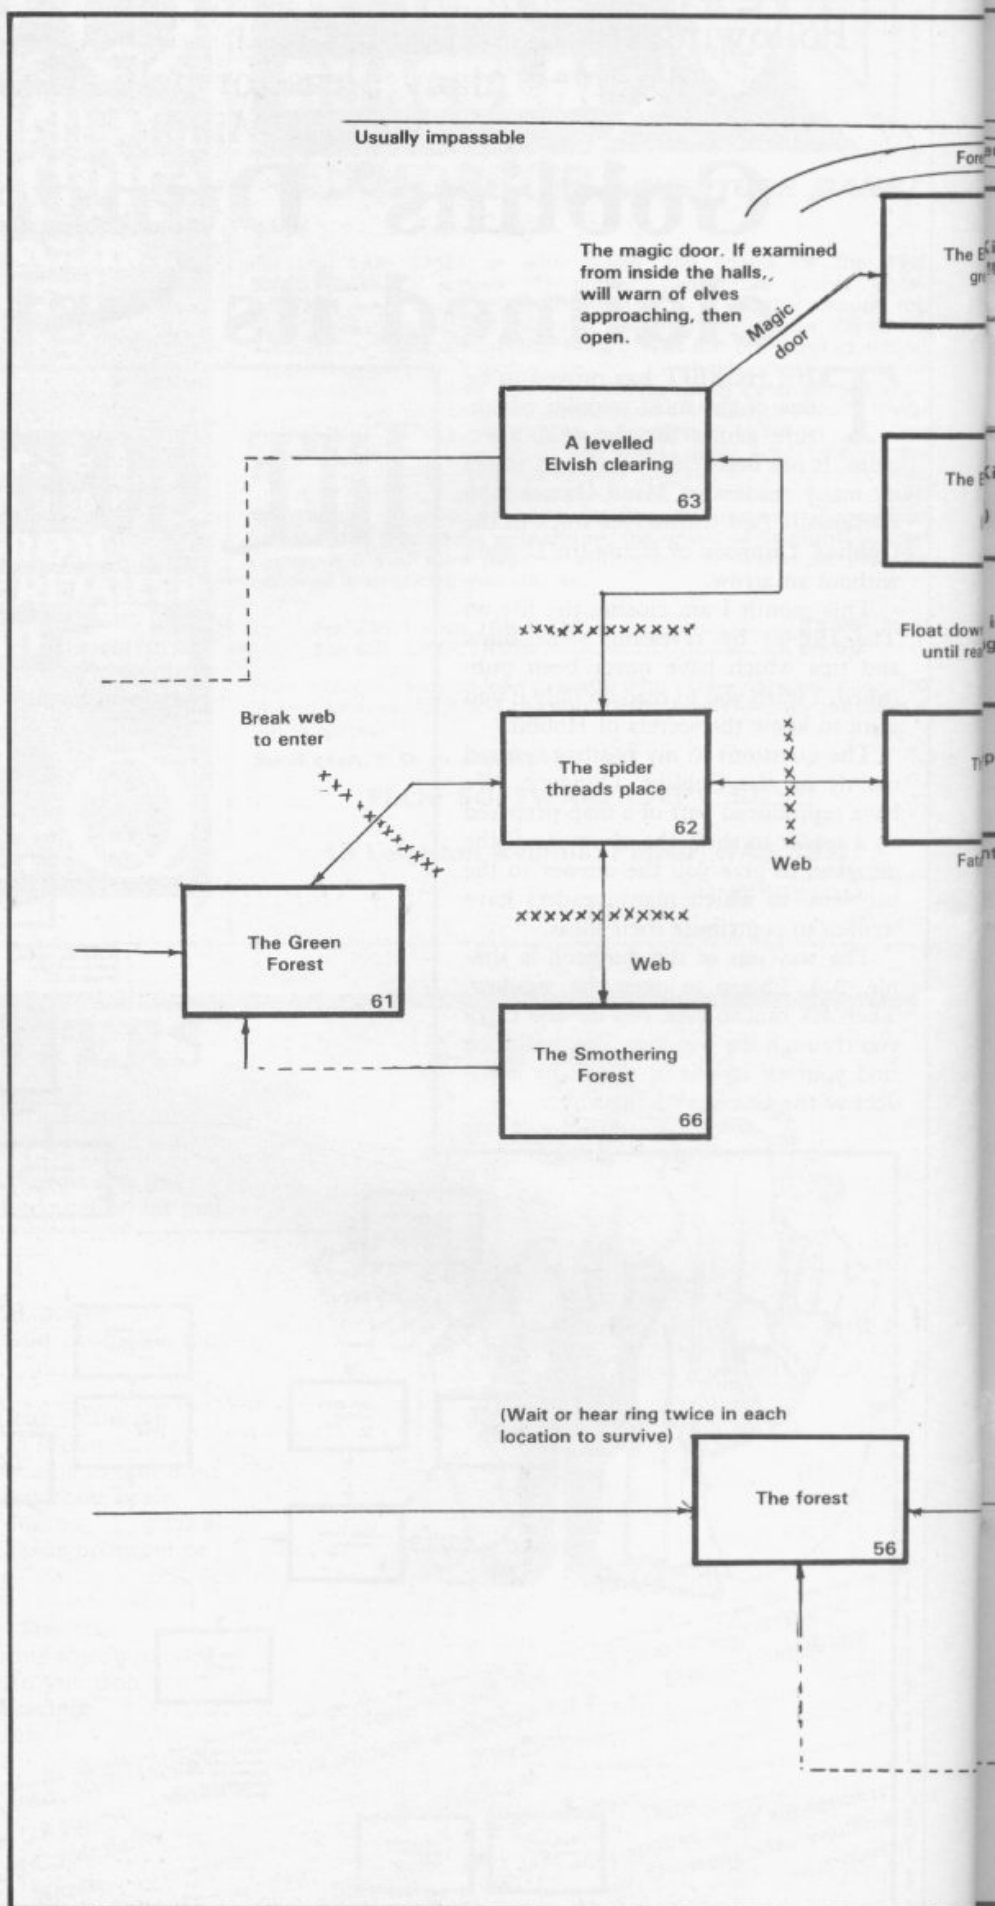 Usually impassable
The magic door. If examined
from inside the halls,
will warn of elves
approaching, then
open.
Magic
door
The
A levelled
Elvish clearing
63
The
Float down
until
Break web
to enter
The spider
threads place
62
Web
The Green
Forest
61
Web
The Smothering
Forest
66
(Wait or hear ring twice in each
location to survive)
The forest
56